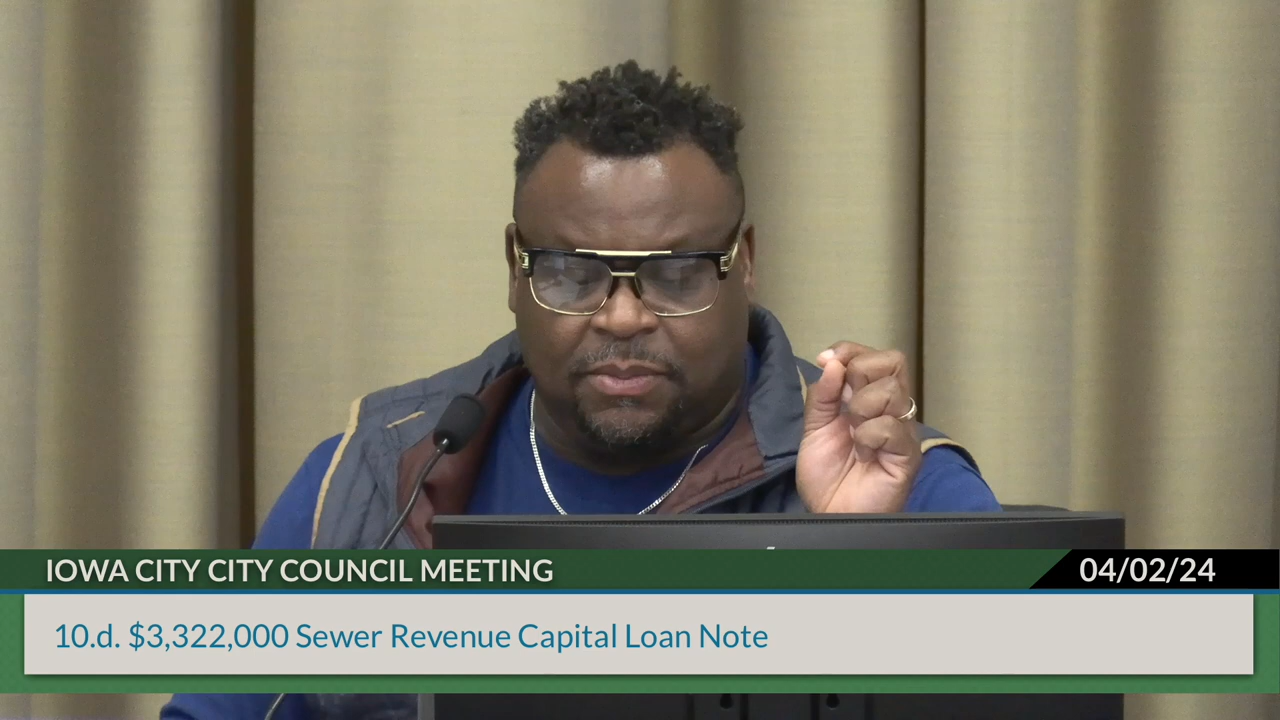 IOWA CITY CITY COUNCIL MEETING
04/02/24
10.d. $3,322,000 Sewer Revenue Capital Loan Note